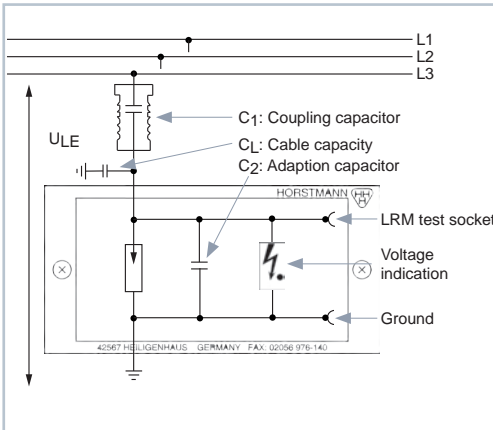 L1
L2
L3
C1: Coupling capacitor
ULE
CL: Cable capacity
C2: Adaption capacitor
HORSTMANN
HH
LRM test socket
Voltage
indication
Ground
42567 HEILIGENHAUS GERMANY FAX: 02056 976-140